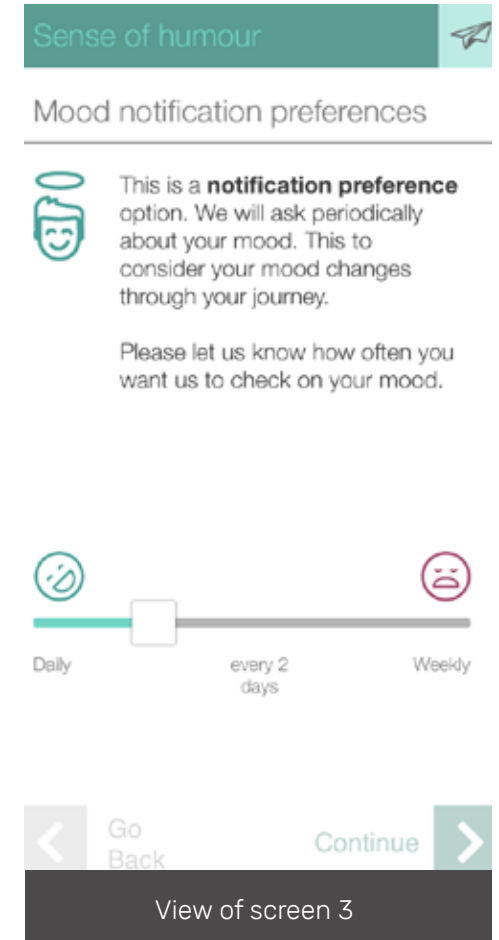 Sense of humour
Mood notification preferences
This is a notification preference
option. We will ask periodically
about your mood. This to
consider your mood changes
through your journey.
Please let us know how often you
want us to check on your mood.
Daily
every 2
days
Weekly
Go
Back
Continue
View of screen 3